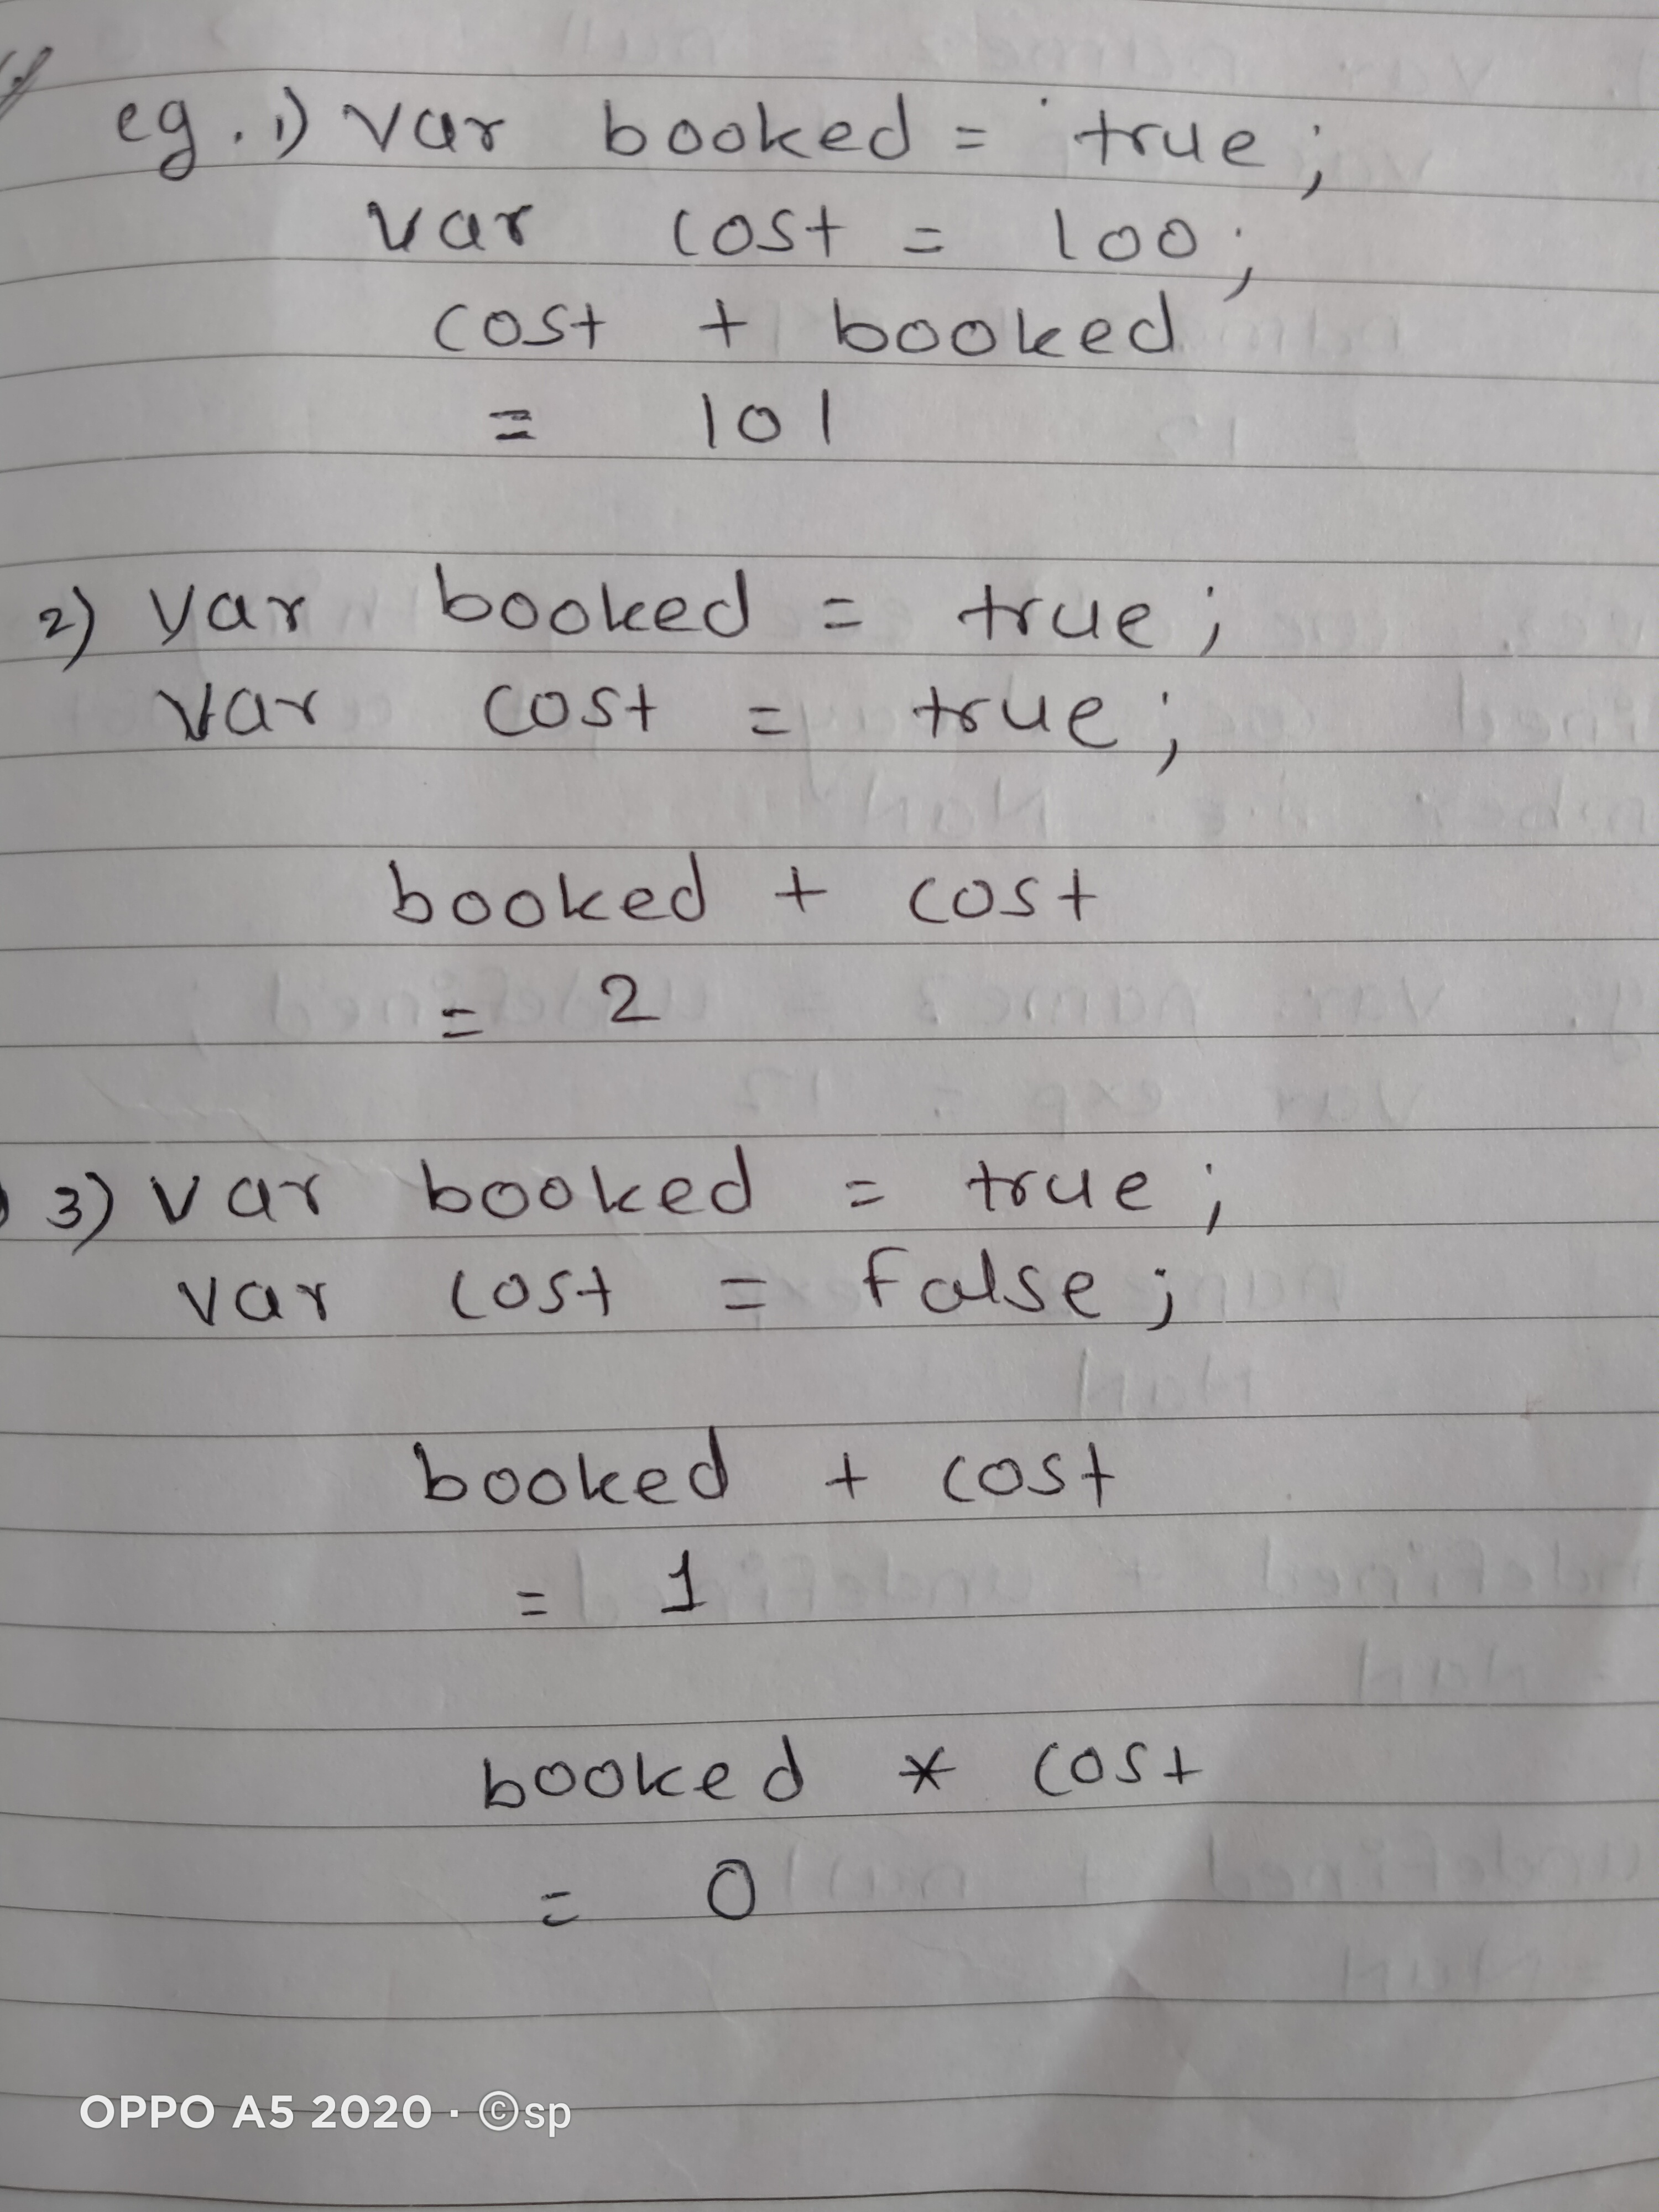 eg. 1) var booked = true;
var cost = 100;
cost + booked
= 101
2) var booked = true;
var cost = true;
booked + cost
= 2
3) var booked = true;
var cost = false;
booked + cost
= 1
booked * cost
= 0
OPPO A5 2020 · ©sp